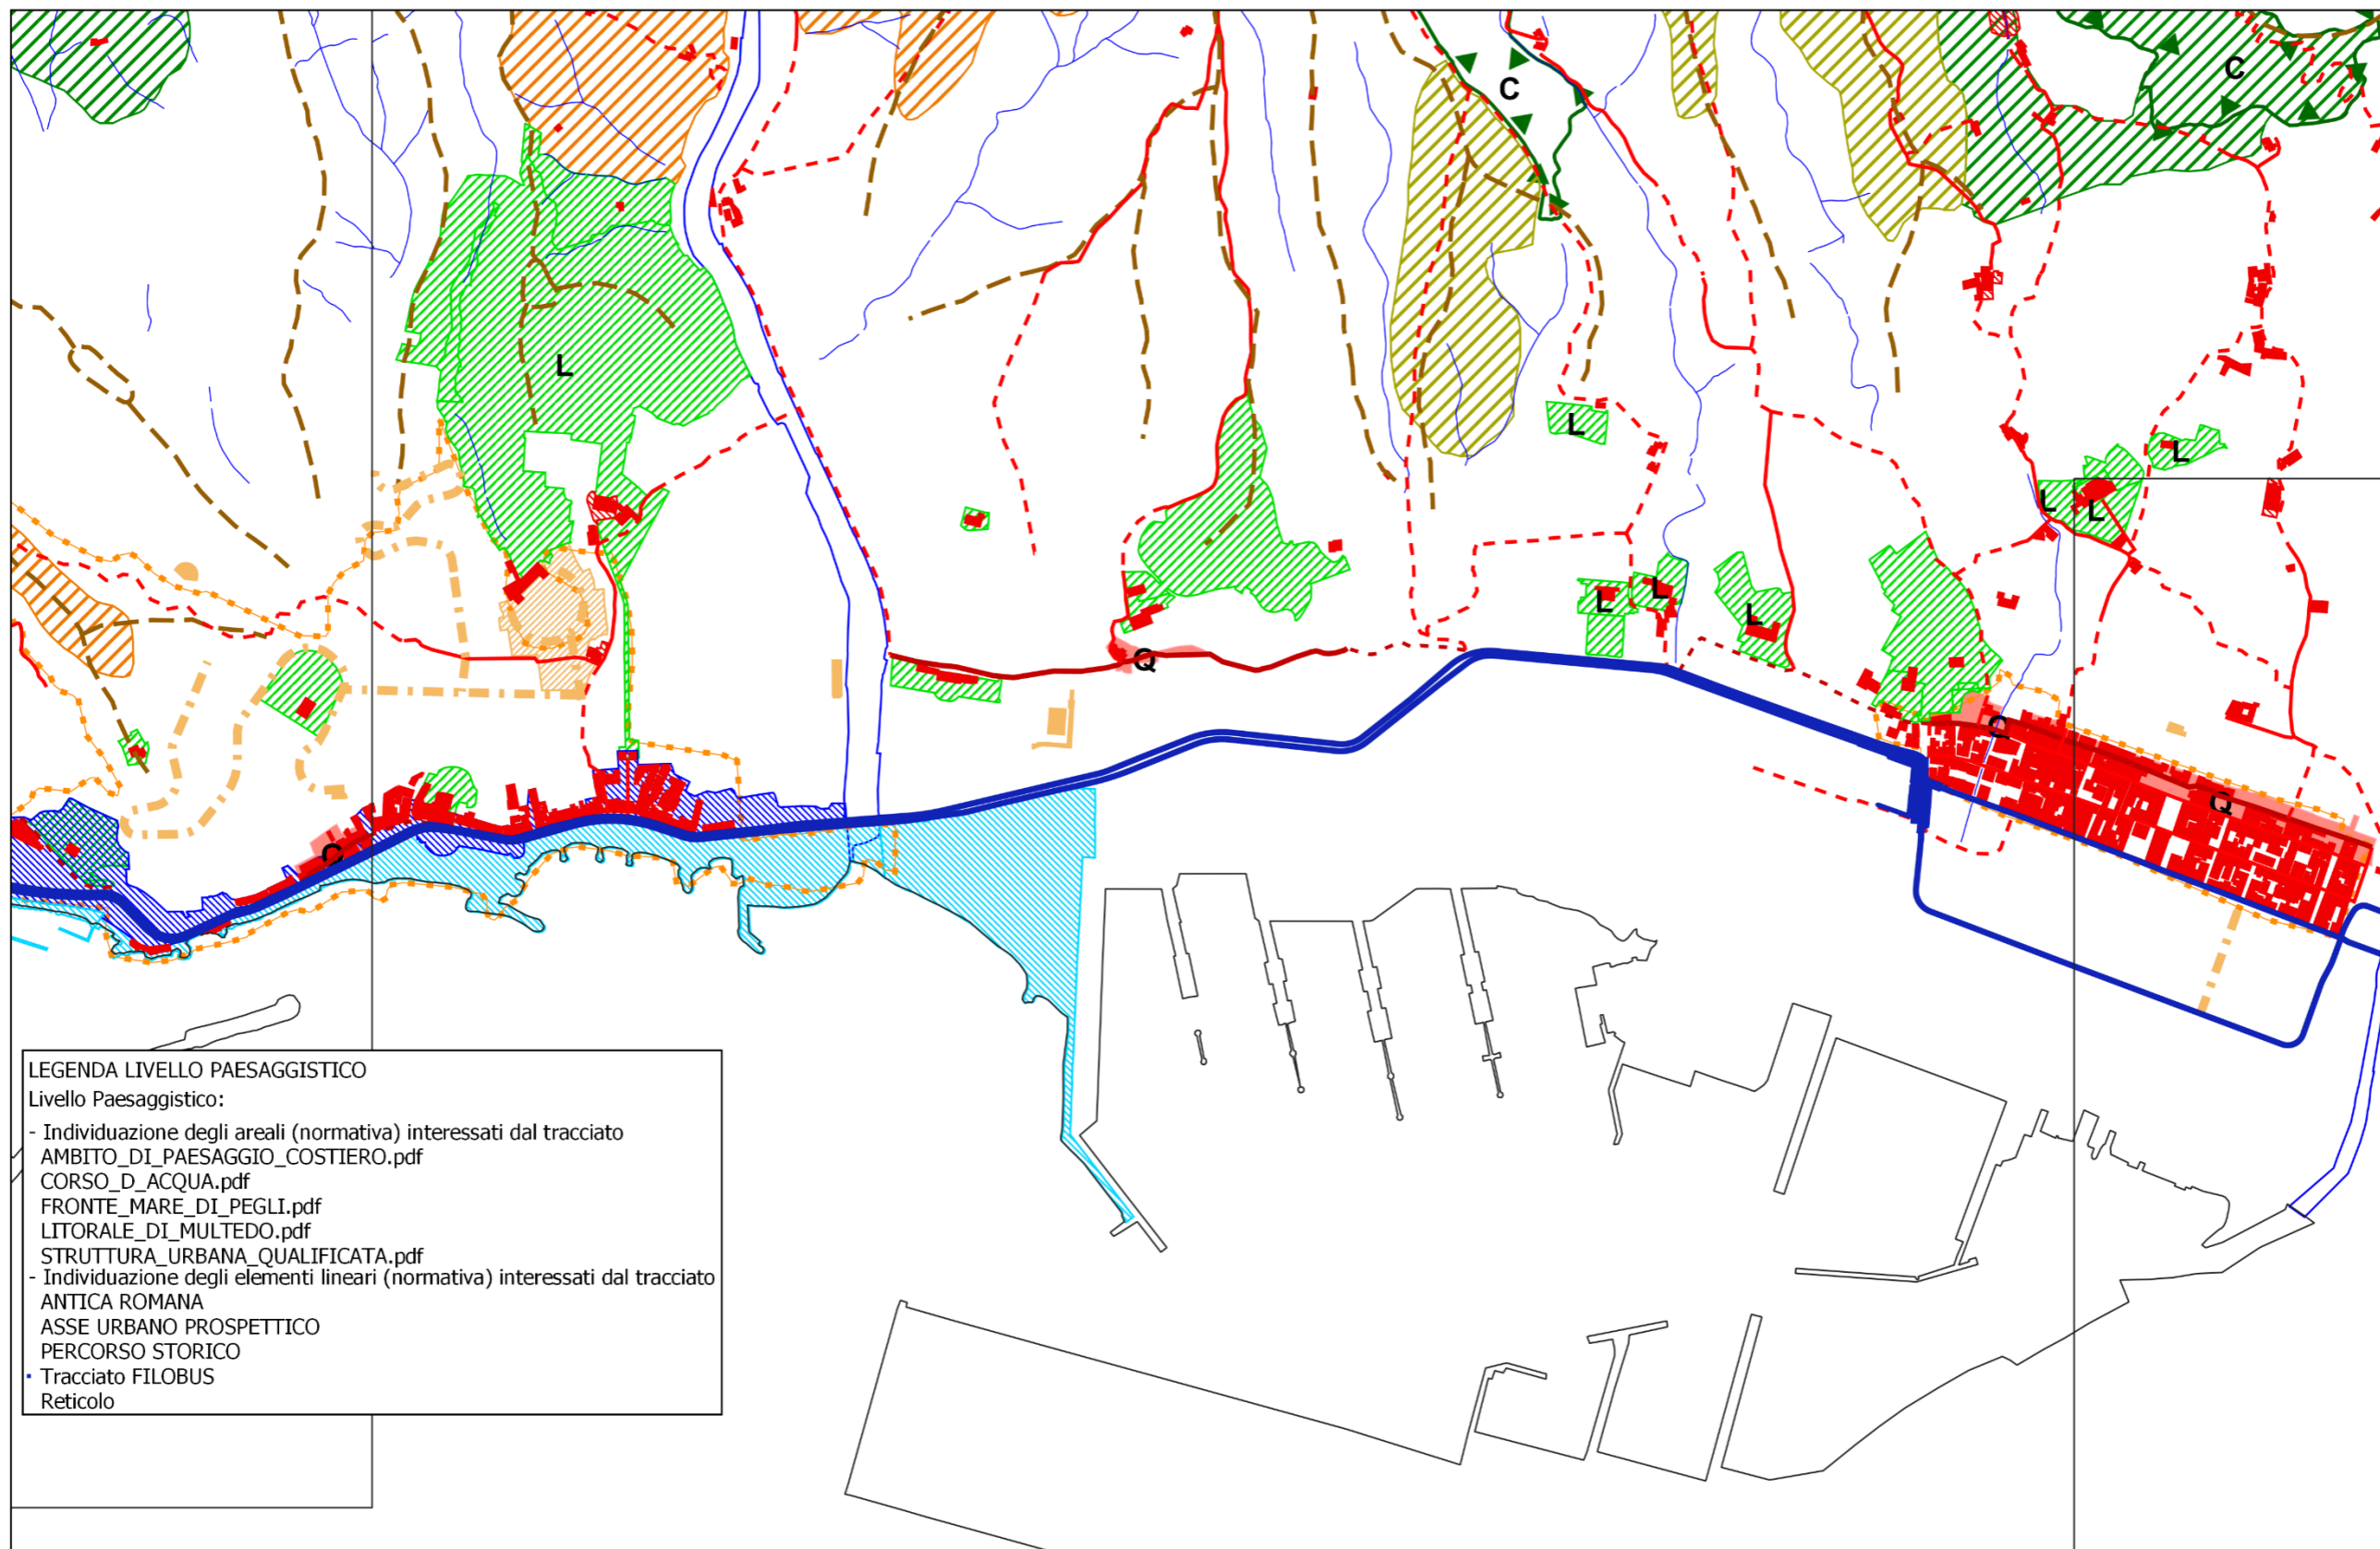 C
C
L
L
L
L
L
L
L
L
Q
Q
Q
Q
LEGENDA LIVELLO PAESAGGISTICO
Livello Paesaggistico:
- Individuazione degli areali (normativa) interessati dal tracciato
AMBITO_DI_PAESAGGIO_COSTIERO.pdf
CORSO_D_ACQUA.pdf
FRONTE_MARE_DI_PEGLI.pdf
LITORALE_DI_MULTEDO.pdf
STRUTTURA_URBANA_QUALIFICATA.pdf
- Individuazione degli elementi lineari (normativa) interessati dal tracciato
ANTICA ROMANA
ASSE URBANO PROSPETTICO
PERCORSO STORICO
Tracciato FILOBUS
Reticolo